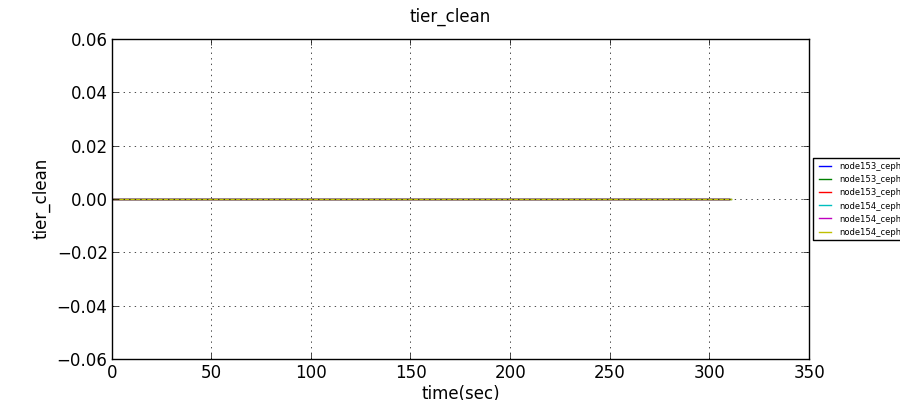 tier_clean
0.06
0.04
0.02
0.00
−0.02
−0.04
−0.06
tier_clean
0 50 100 150 200 250 300 350
time(sec)
node153_ceph
node153_ceph
node153_ceph
node154_ceph
node154_ceph
node154_ceph